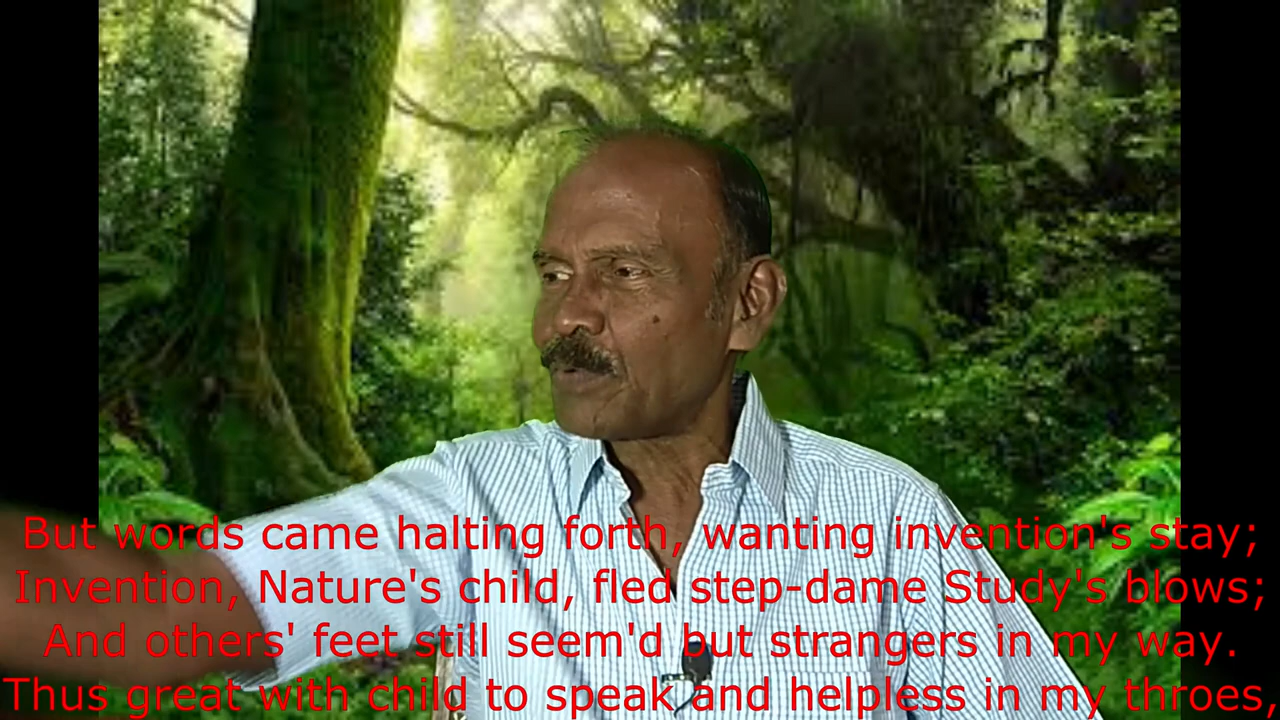 But words came halting forth, wanting invention's stay;
Invention, Nature's child, fled step-dame Study's blows;
And others' feet still seem'd but strangers in my way.
Thus great with child to speak and helpless in my throes,